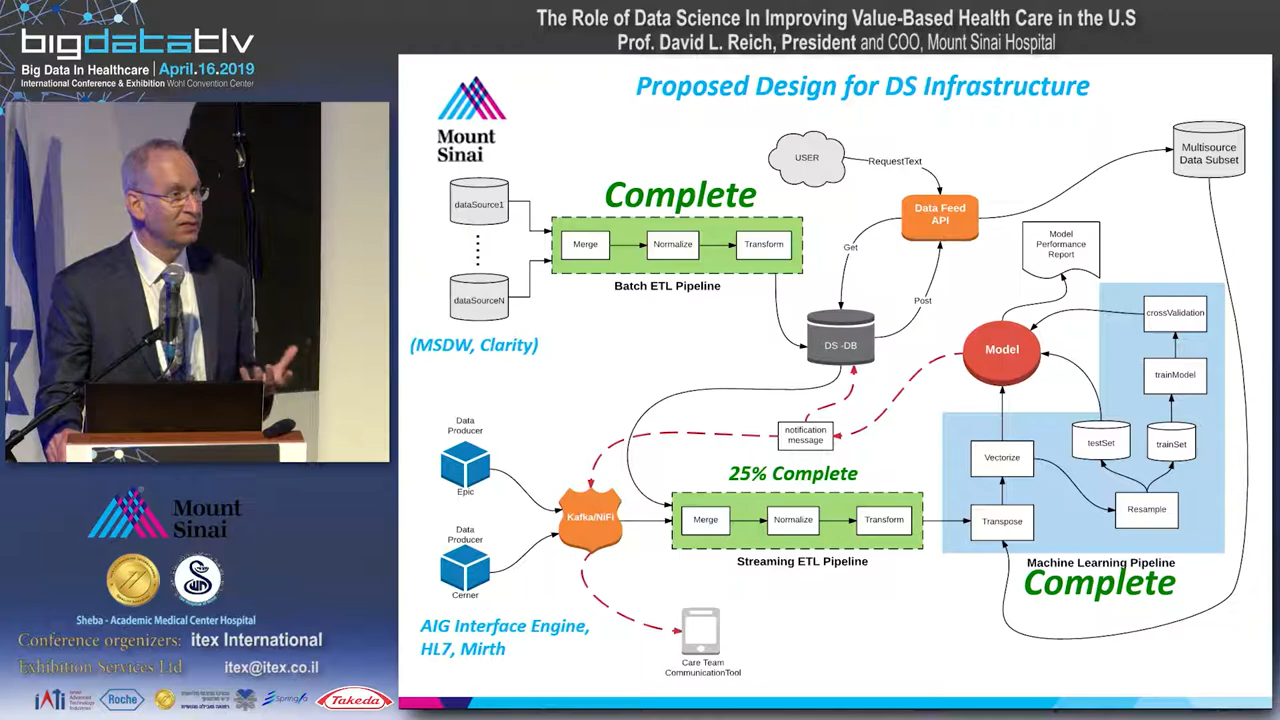 The Role of Data Science In Improving Value-Based Health Care in the U.S
Prof. David L. Reich, President and COO, Mount Sinai Hospital
bigdatatlv
Big Data In Healthcare | April.16.2019
International Conference & Exhibition Wohl Convention Center
Proposed Design for DS Infrastructure
Mount
Sinai
USER
RequestText
Multisource
Data Subset
Complete
dataSource1
Data Feed
API
Merge
Normalize
Transform
Get
Model
Performance
Report
Batch ETL Pipeline
dataSourceN
Post
crossValidation
(MSDW, Clarity)
DS -DB
Model
trainModel
Data
Producer
notification
message
testSet
trainSet
Vectorize
25% Complete
Epic
Resample
Kafka/NiFi
Merge
Normalize
Transform
Transpose
Data
Producer
Streaming ETL Pipeline
Machine Learning Pipeline
Complete
Cerner
AIG Interface Engine,
HL7, Mirth
Care Team
CommunicationTool
Mount
Sinai
Sheba - Academic Medical Center Hospital
Conference organizers: itex International
Exhibition Services Ltd itex@itex.co.il
IATI
Israel
Advanced
Technology
Industries
Roche
Spring
Takeda